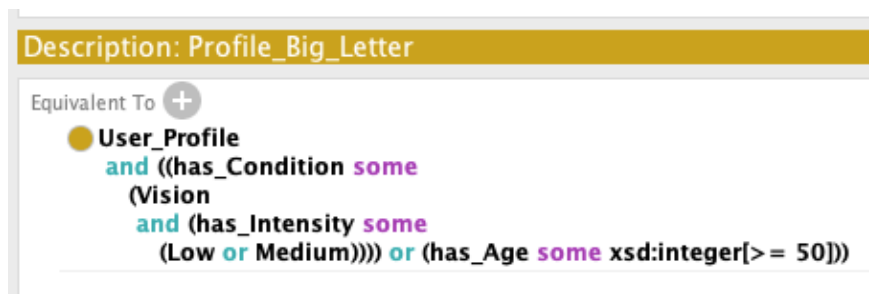 Description: Profile_Big_Letter
Equivalent To
User_Profile
and ((has_Condition some
(Vision
and (has_Intensity some
(Low or Medium)))) or (has_Age some xsd:integer[>= 50]))